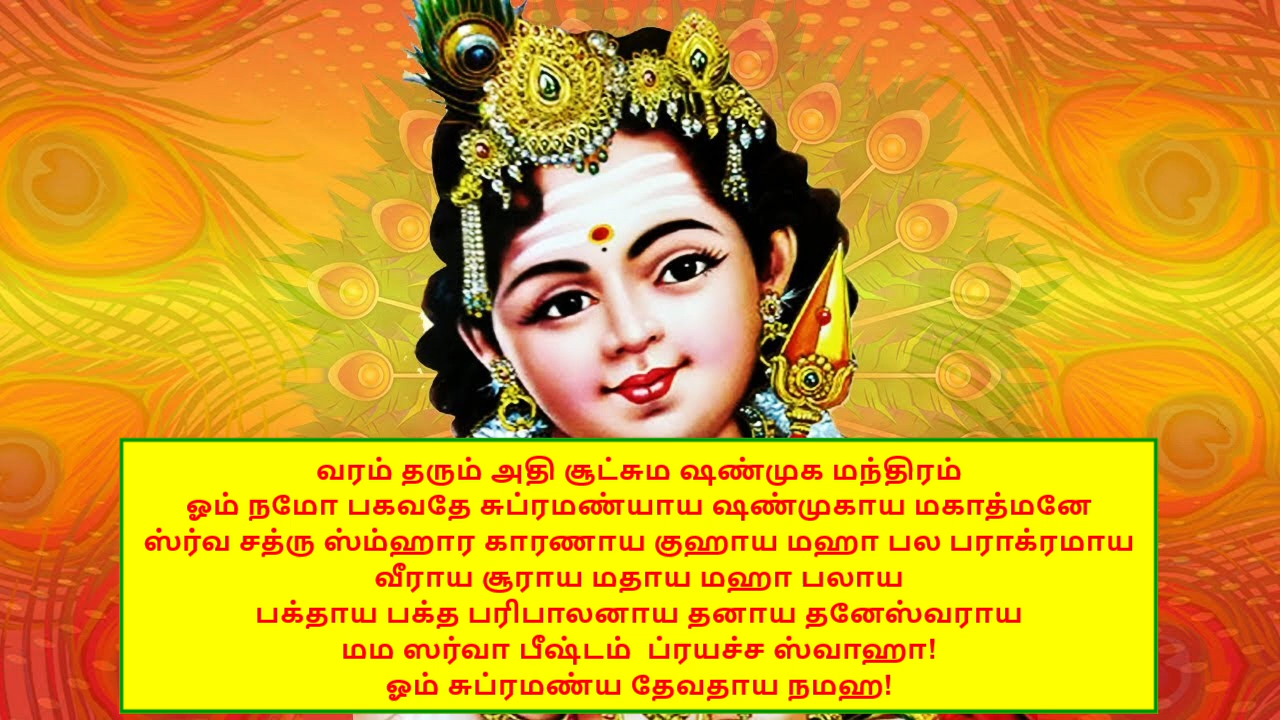 வரம் தரும் அதி சூட்சும ஷண்முக மந்திரம்
ஓம் நமோ பகவதே சுப்ரமண்யாய ஷண்முகாய மகாத்மனே
ஸ்ர்வ சத்ரு ஸ்ம்ஹார காரணாய குஹாய மஹா பல பராக்ரமாய
வீராய சூராய மதாய மஹா பலாய
பக்தாய பக்த பரிபாலனாய தனாய தனேஸ்வராய
மம ஸர்வா பீஷ்டம் ப்ரயச்ச ஸ்வாஹா!
ஓம் சுப்ரமண்ய தேவதாய நமஹ!